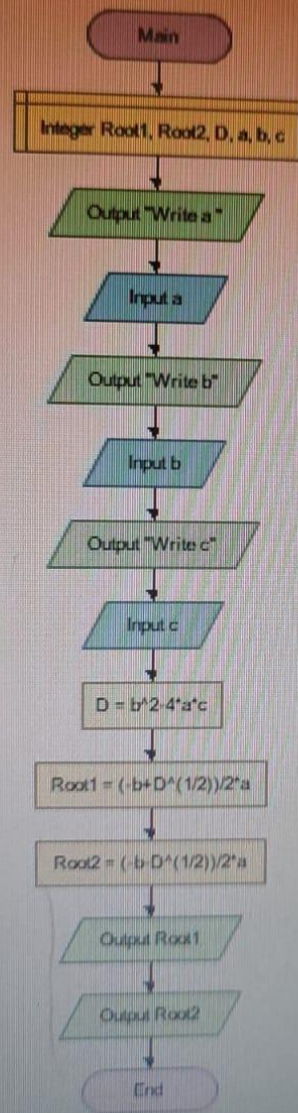 Main
Integer Root1, Root2, D, a, b, c
Output "Write a "
Input a
Output "Write b"
Input b
Output "Write c"
Input c
D = b^2-4*a*c
Root1 = (-b+D^(1/2))/2*a
Root2 = (-b-D^(1/2))/2*a
Output Root1
Output Root2
End